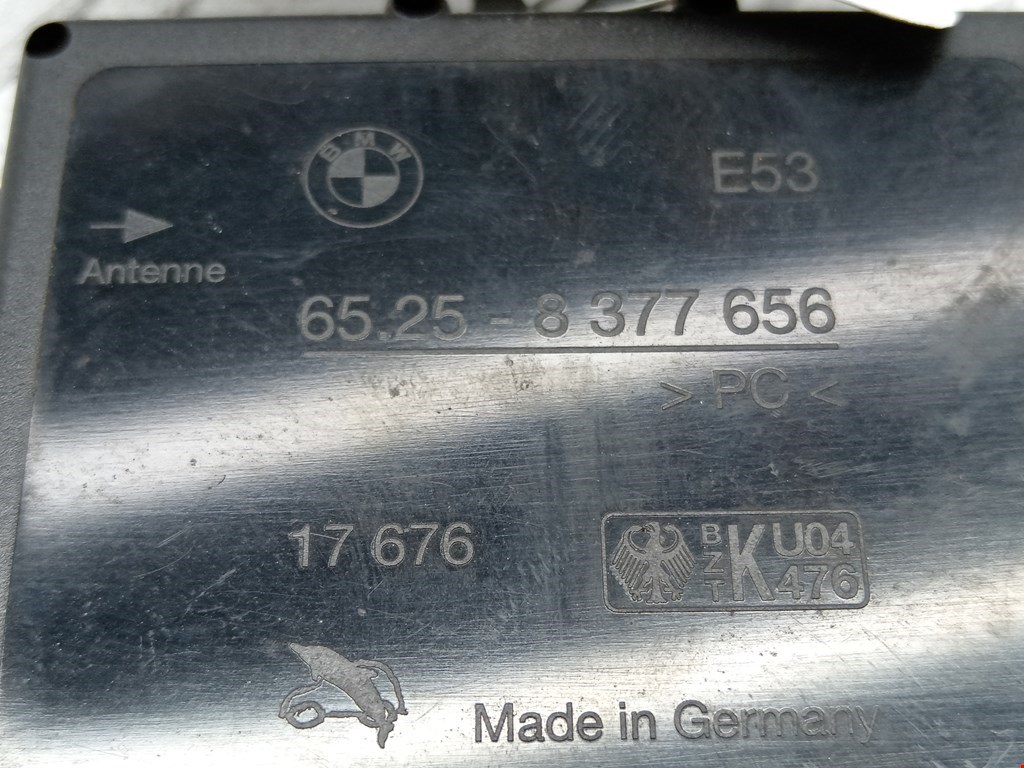 BMW
E53
Antenne
65.25 - 8 377 656
> PC <
17 676
BZT K U04 476
Made in Germany